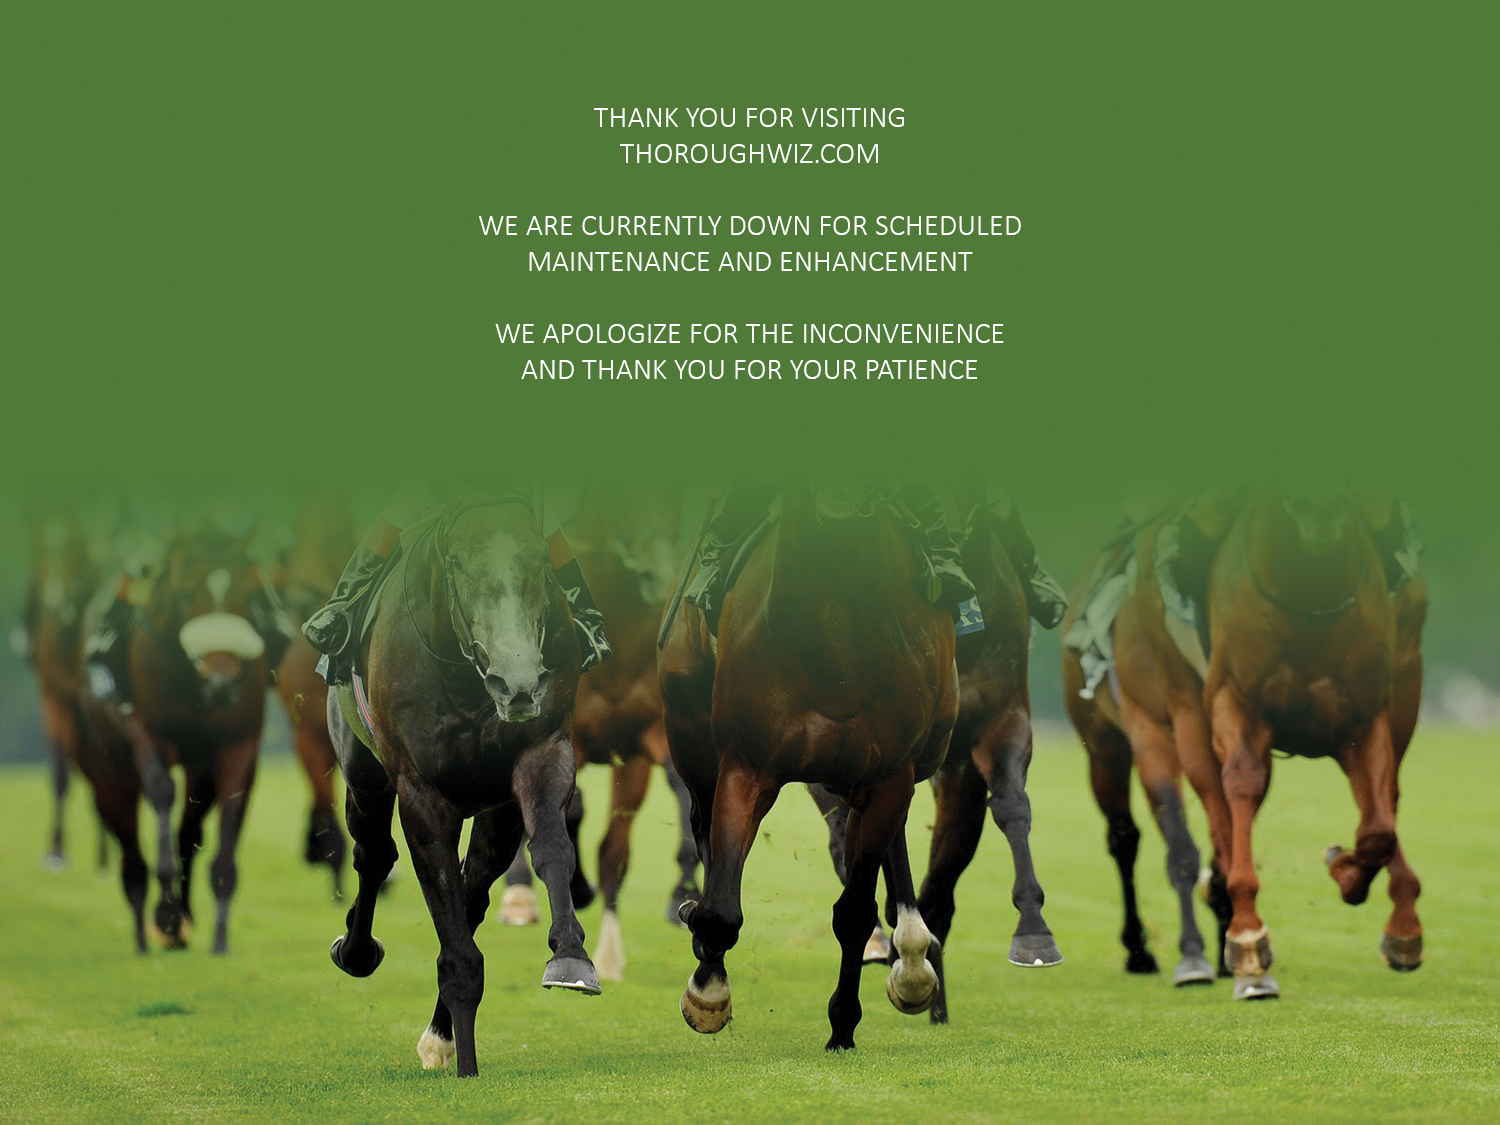 THANK YOU FOR VISITING
THOROUGHWIZ.COM
WE ARE CURRENTLY DOWN FOR SCHEDULED
MAINTENANCE AND ENHANCEMENT
WE APOLOGIZE FOR THE INCONVENIENCE
AND THANK YOU FOR YOUR PATIENCE